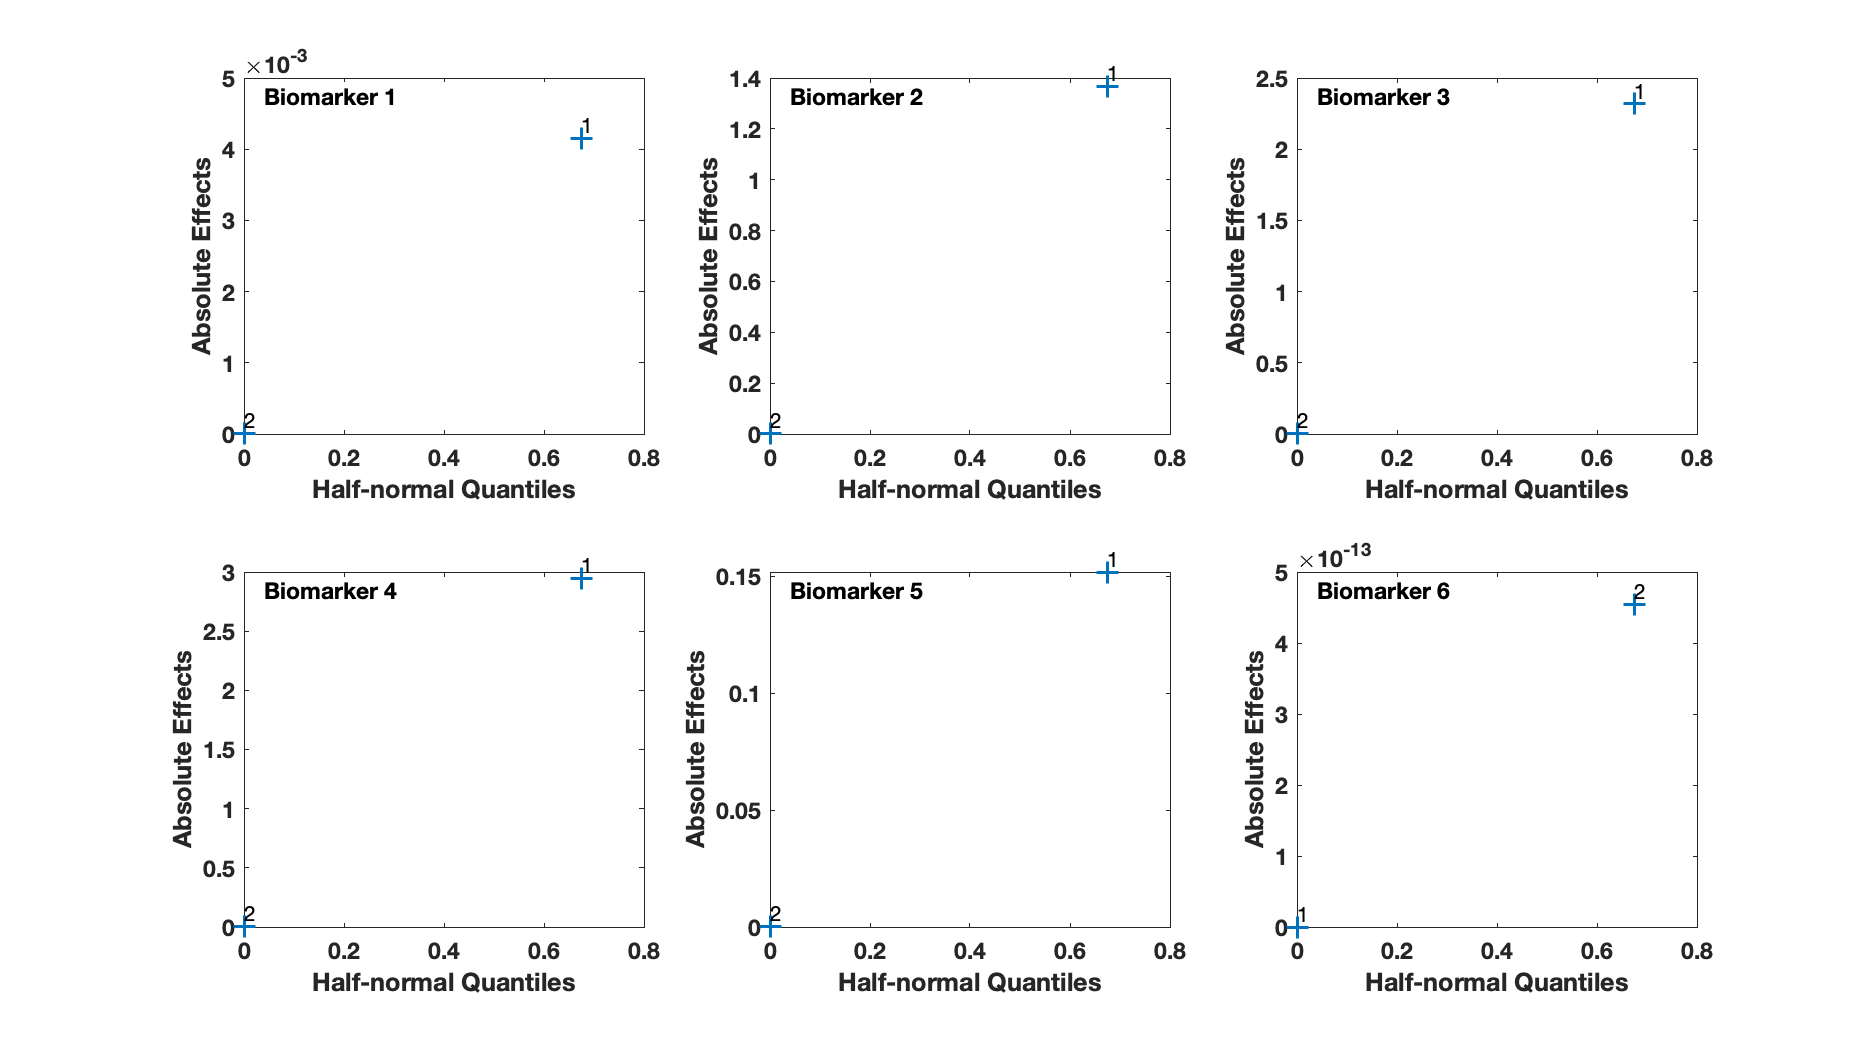 ×10-3
5
Biomarker 1
1
4
3
2
1
2
0
0 0.2 0.4 0.6 0.8
Absolute Effects
Half-normal Quantiles
1.4
1
Biomarker 2
1.2
1
0.8
0.6
0.4
0.2
2
0
0 0.2 0.4 0.6 0.8
Absolute Effects
Half-normal Quantiles
2.5
1
Biomarker 3
2
1.5
1
0.5
2
0
0 0.2 0.4 0.6 0.8
Absolute Effects
Half-normal Quantiles
3
1
Biomarker 4
2.5
2
1.5
1
0.5
2
0
0 0.2 0.4 0.6 0.8
Absolute Effects
Half-normal Quantiles
1
0.15
Biomarker 5
0.1
0.05
2
0
0 0.2 0.4 0.6 0.8
Absolute Effects
Half-normal Quantiles
×10-13
5
Biomarker 6
2
4
3
2
1
1
0
0 0.2 0.4 0.6 0.8
Absolute Effects
Half-normal Quantiles